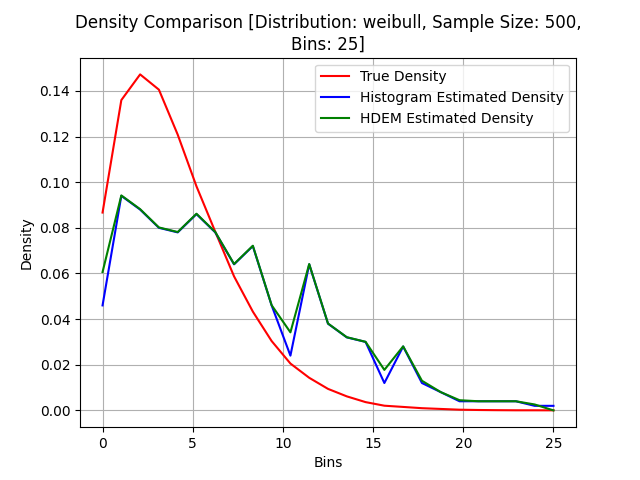 Density Comparison [Distribution: weibull, Sample Size: 500,
Bins: 25]
True Density
Histogram Estimated Density
HDEM Estimated Density
Density
0.14
0.12
0.10
0.08
0.06
0.04
0.02
0.00
0 5 10 15 20 25
Bins